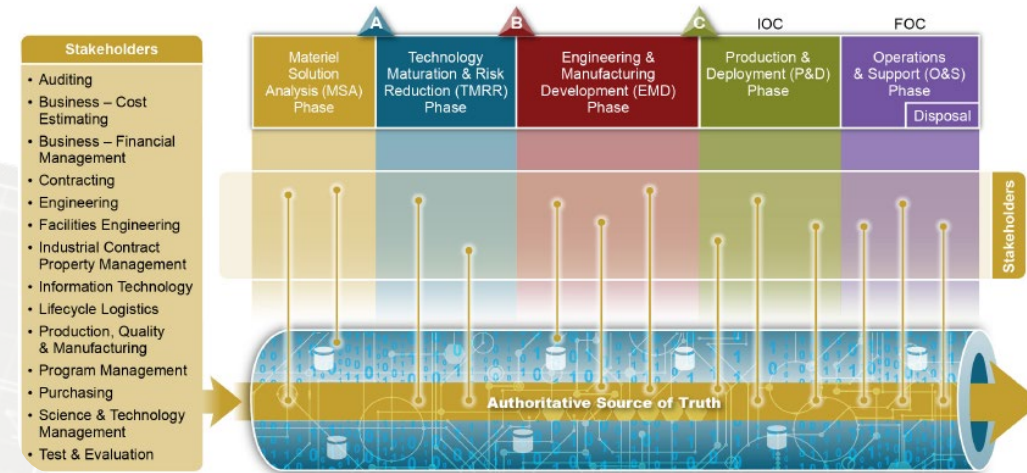 Stakeholders
• Auditing
• Business – Cost
Estimating
• Business – Financial
Management
• Contracting
• Engineering
• Facilities Engineering
• Industrial Contract
Property Management
• Information Technology
• Lifecycle Logistics
• Production, Quality
& Manufacturing
• Program Management
• Purchasing
• Science & Technology
Management
• Test & Evaluation
A
B
C
IOC
FOC
Materiel
Solution
Analysis (MSA)
Phase
Technology
Maturation & Risk
Reduction (TMRR)
Phase
Engineering &
Manufacturing
Development (EMD)
Phase
Production &
Deployment (P&D)
Phase
Operations
& Support (O&S)
Phase
Disposal
Stakeholders
Authoritative Source of Truth